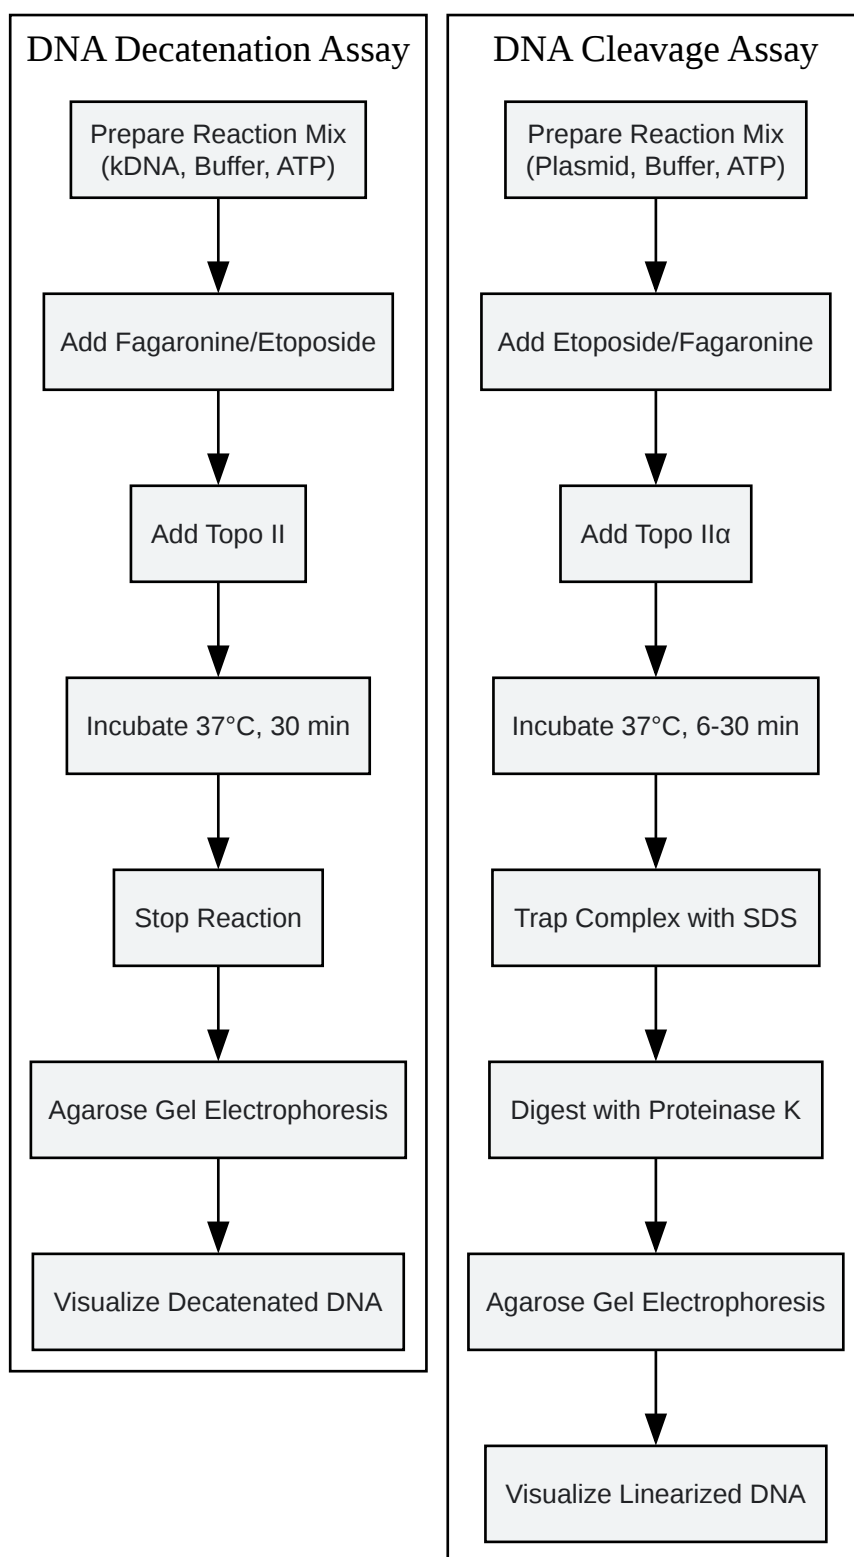 DNA Decatenation Assay
Prepare Reaction Mix
(kDNA, Buffer, ATP)
Add Fagaronine/Etoposide
Add Topo II
Incubate 37°C, 30 min
Stop Reaction
Agarose Gel Electrophoresis
Visualize Decatenated DNA
DNA Cleavage Assay
Prepare Reaction Mix
(Plasmid, Buffer, ATP)
Add Etoposide/Fagaronine
Add Topo IIα
Incubate 37°C, 6-30 min
Trap Complex with SDS
Digest with Proteinase K
Agarose Gel Electrophoresis
Visualize Linearized DNA